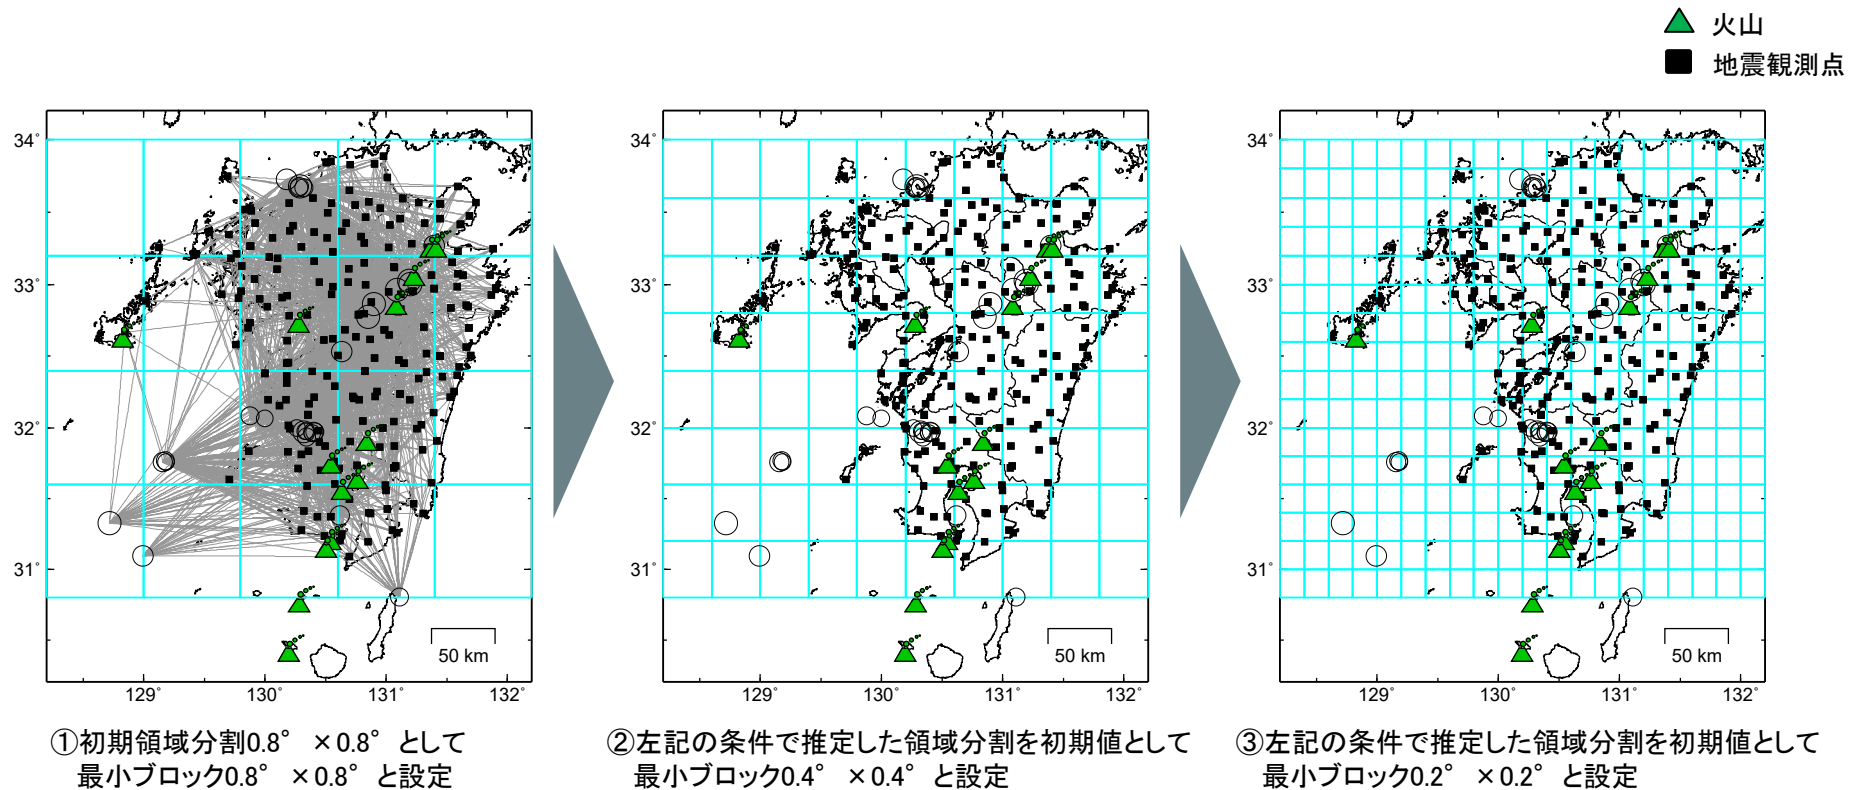 火山
地震観測点
34°
33°
32°
31°
129°
130°
131°
132°
50 km
34°
33°
32°
31°
129°
130°
131°
132°
50 km
34°
33°
32°
31°
129°
130°
131°
132°
50 km
①初期領域分割0.8° ×0.8° として
最小ブロック0.8° ×0.8° と設定
②左記の条件で推定した領域分割を初期値として
最小ブロック0.4° ×0.4° と設定
③左記の条件で推定した領域分割を初期値として
最小ブロック0.2° ×0.2° と設定